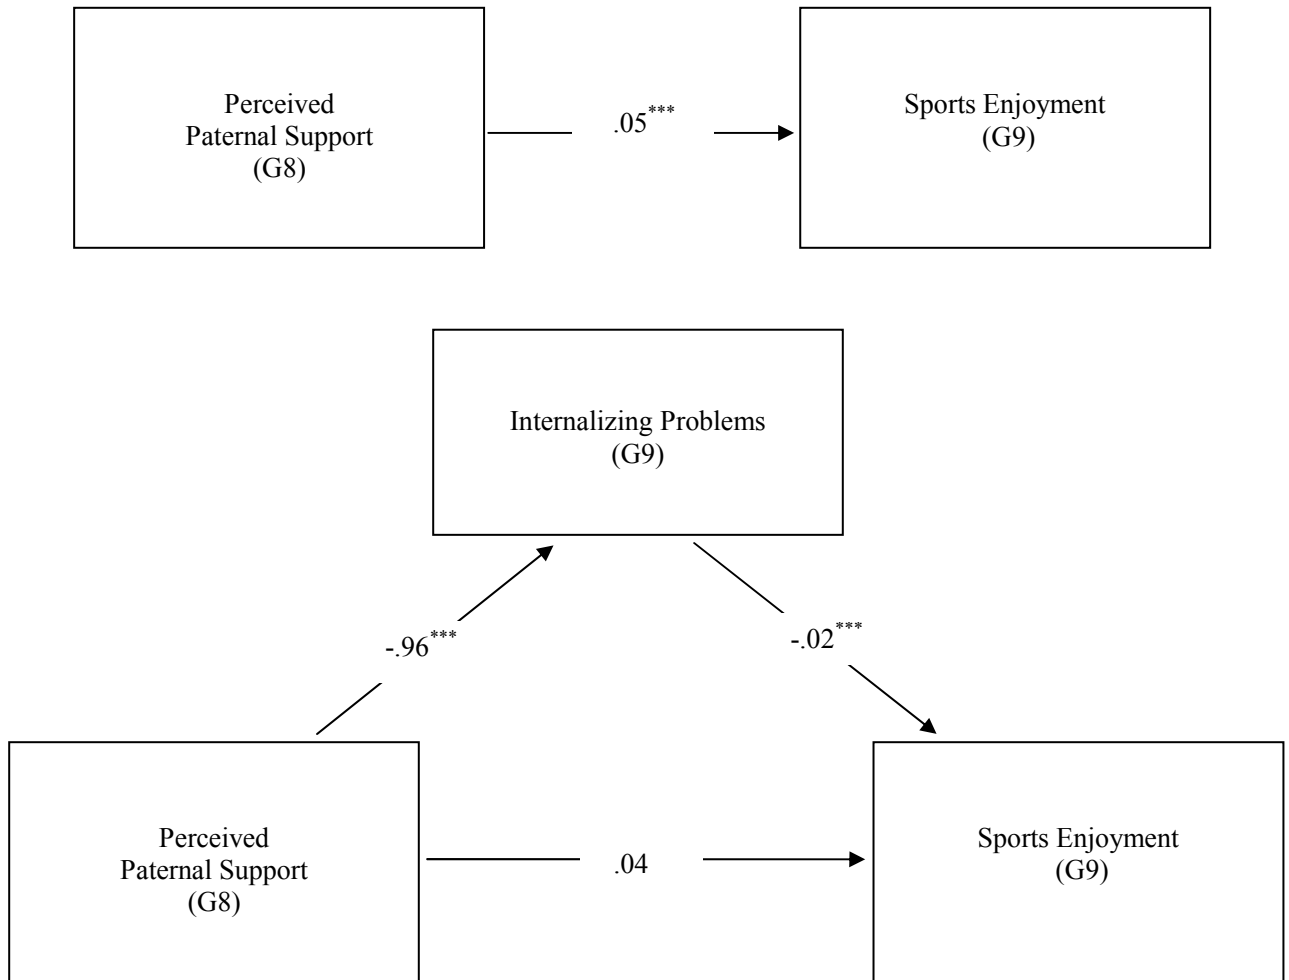 Perceived
Paternal Support
(G8)
.05***
Sports Enjoyment
(G9)
Internalizing Problems
(G9)
-.96***
-.02***
Perceived
Paternal Support
(G8)
.04
Sports Enjoyment
(G9)